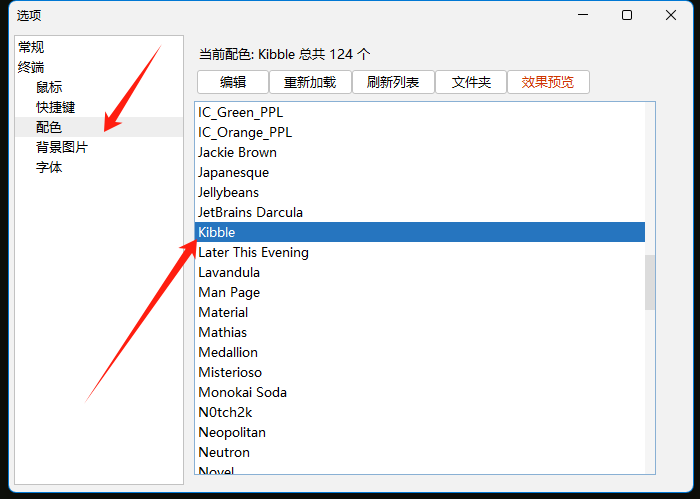 选项
常规
终端
鼠标
快捷键
配色
背景图片
字体
当前配色: Kibble 总共 124 个
编辑 重新加载 刷新列表 文件夹 效果预览
IC_Green_PPL
IC_Orange_PPL
Jackie Brown
Japanesque
Jellybeans
JetBrains Darcula
Kibble
Later This Evening
Lavandula
Man Page
Material
Mathias
Medallion
Misterioso
Monokai Soda
N0tch2k
Neopolitan
Neutron
Novel